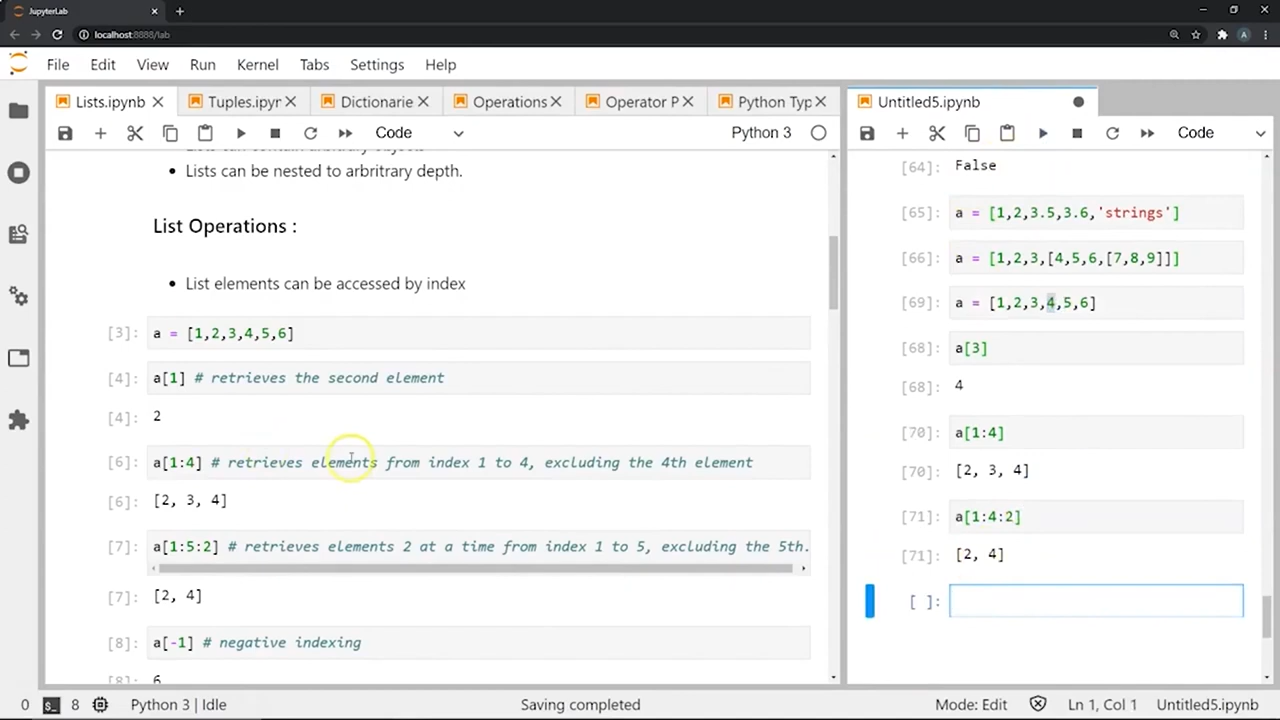 JupyterLab
localhost:8888/lab
A
File Edit View Run Kernel Tabs Settings Help
Lists.ipynb
Tuples.ipyr
Dictionarie
Operations
Operator P
Python Typ
Code
Python 3
• Lists can be nested to arbritrary depth.
List Operations :
• List elements can be accessed by index
[3]: a = [1,2,3,4,5,6]
[4]: a[1] # retrieves the second element
[4]: 2
[6]: a[1:4] # retrieves elements from index 1 to 4, excluding the 4th element
[6]: [2, 3, 4]
[7]: a[1:5:2] # retrieves elements 2 at a time from index 1 to 5, excluding the 5th.
[7]: [2, 4]
[8]: a[-1] # negative indexing
[8]: 6
Untitled5.ipynb
Code
[64]: False
[65]: a = [1,2,3.5,3.6,'strings']
[66]: a = [1,2,3,[4,5,6,[7,8,9]]]
[69]: a = [1,2,3,4,5,6]
[68]: a[3]
[68]: 4
[70]: a[1:4]
[70]: [2, 3, 4]
[71]: a[1:4:2]
[71]: [2, 4]
[ ]:
0 8 Python 3 | Idle Saving completed Mode: Edit Ln 1, Col 1 Untitled5.ipynb